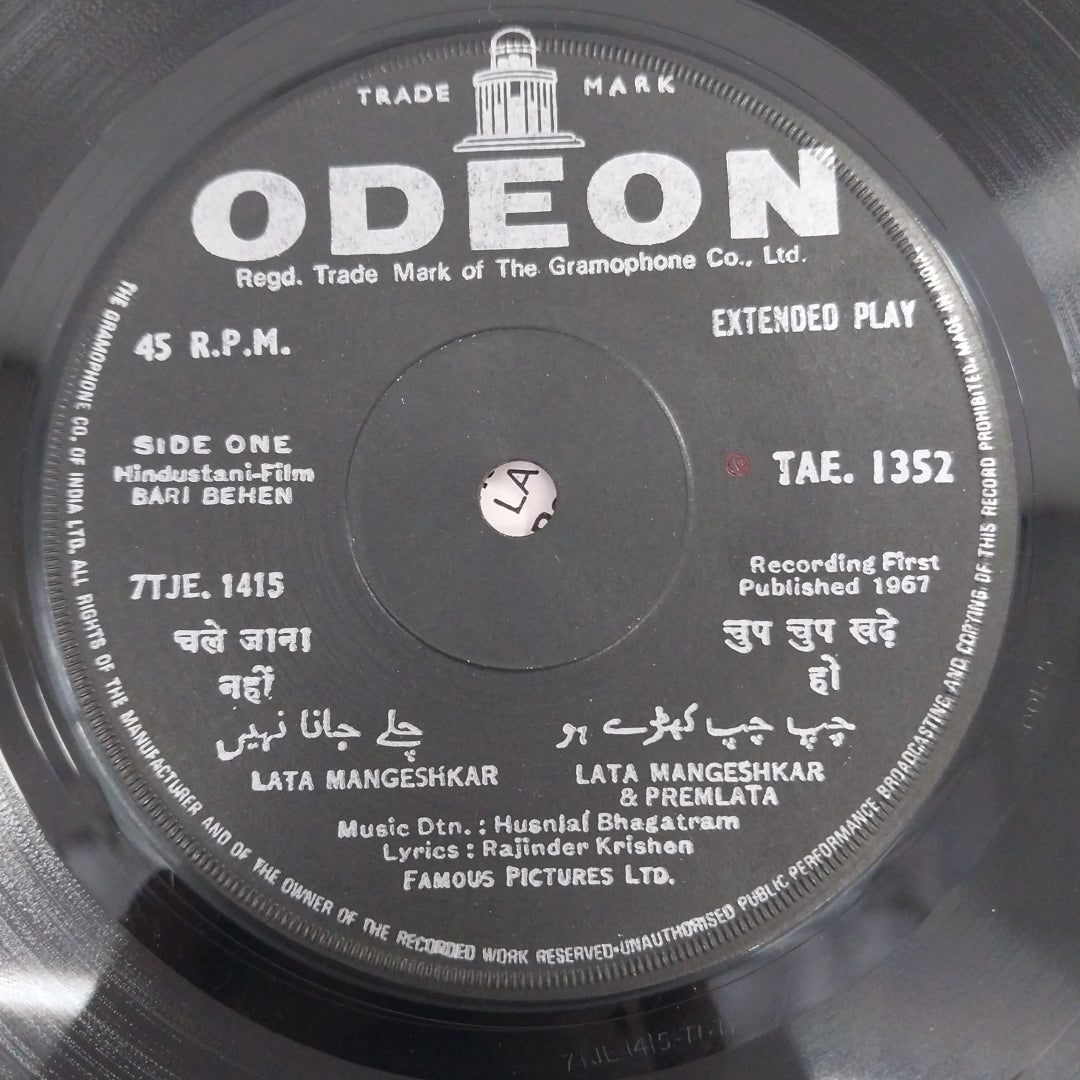 TRADE MARK
ODEON
Regd. Trade Mark of The Gramophone Co., Ltd.
45 R.P.M.
EXTENDED PLAY
SIDE ONE
Hindustani-Film
BARI BEHEN
TAE. 1352
7TJE. 1415
Recording First
Published 1967
चले जाना
नहीं
چلے جانا نہیں
LATA MANGESHKAR
चुप चुप खढ़े
हो
چپ چپ کھڑے ہو
LATA MANGESHKAR
& PREMLATA
Music Dtn. : Husnlal Bhagatram
Lyrics : Rajinder Krishen
FAMOUS PICTURES LTD.
THE GRAMOPHONE CO. OF INDIA LTD. ALL RIGHTS OF THE MANUFACTURER AND OF THE OWNER OF THE RECORDED WORK RESERVED·UNAUTHORISED PUBLIC PERFORMANCE BROADCASTING AND COPYING OF THIS RECORD PROHIBITED. MADE IN INDIA
LA